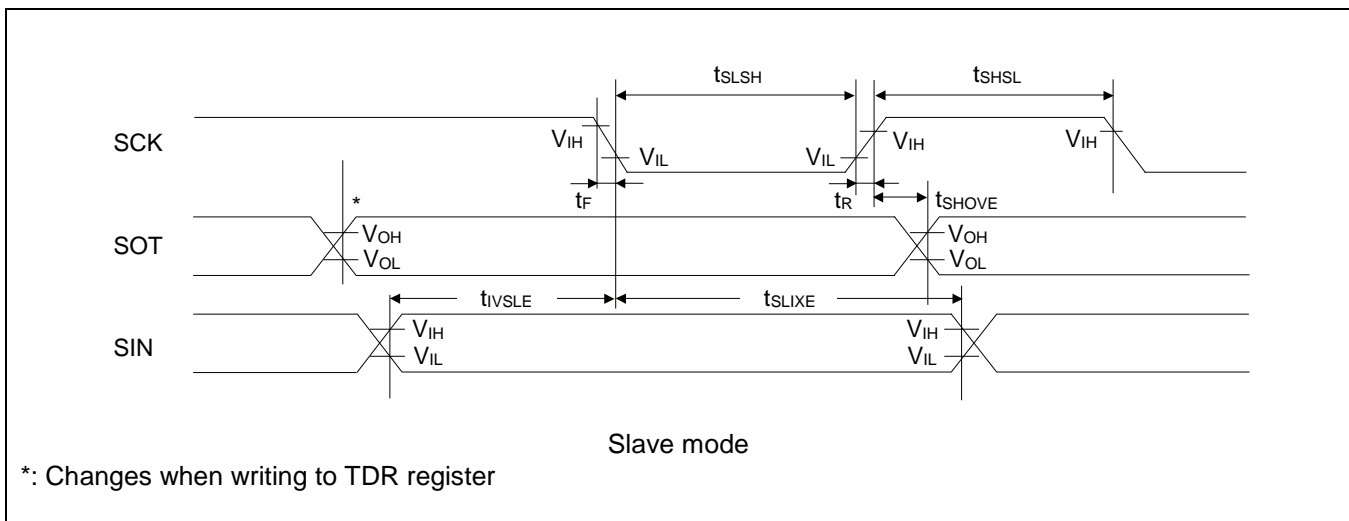 tSLSH tSHSL
SCK VIH VIL VIL VIH VIH
tF tR tSHOVE
*
SOT VOH VOL VOH VOL
tIVSLE tSLIXE
SIN VIH VIL VIH VIL
Slave mode
*: Changes when writing to TDR register